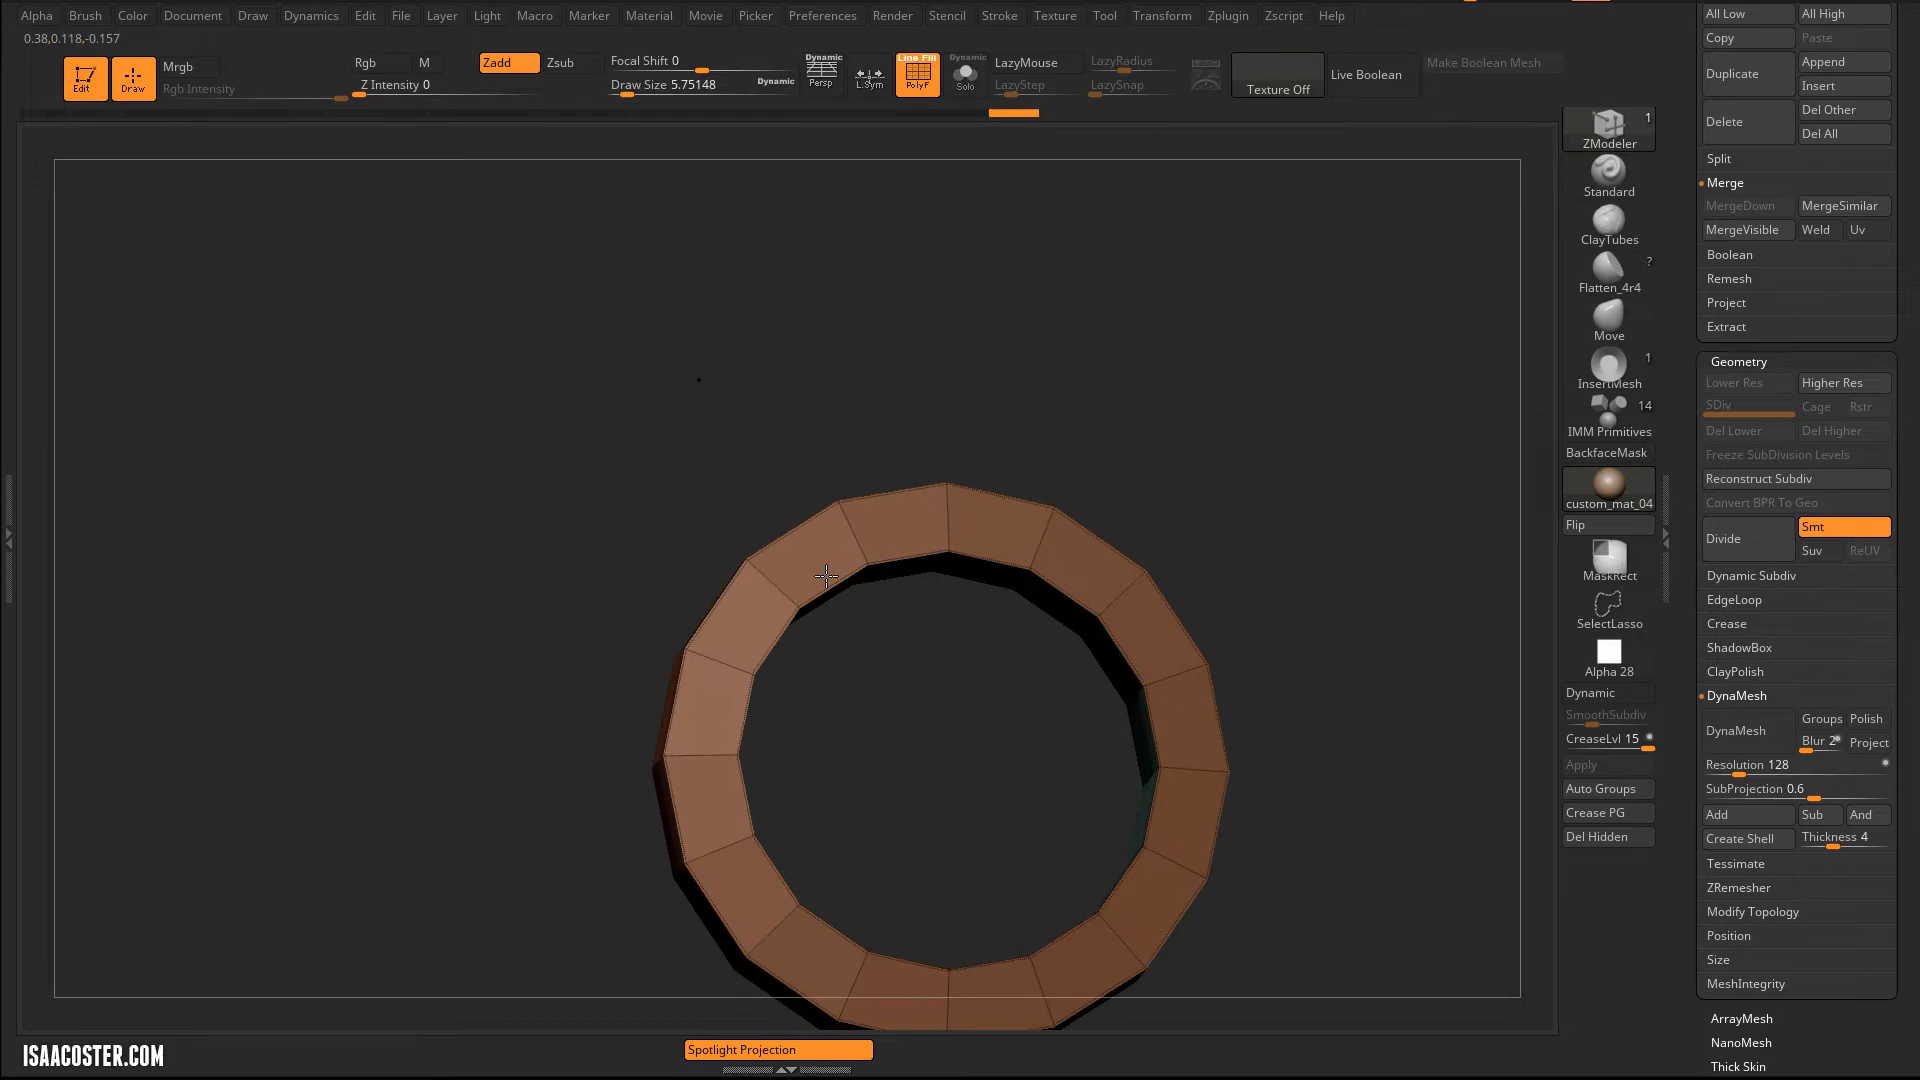 Alpha Brush Color Document Draw Dynamics Edit File Layer Light Macro Marker Material Movie Picker Preferences Render Stencil Stroke Texture Tool Transform Zplugin Zscript Help
0.38,0.118,-0.157
Edit Draw Mrgb Rgb Intensity
Rgb M Z Intensity 0
Zadd Zsub
Focal Shift 0
Draw Size 5.75148 Dynamic
Dynamic Persp
L.Sym
Line Fill PolyF
Dynamic Solo
LazyMouse LazyRadius
LazyStep LazySnap
Texture Off
Live Boolean
Make Boolean Mesh
1
ZModeler
Standard
ClayTubes
?
Flatten_4r4
Move
1
InsertMesh
14
IMM Primitives
BackfaceMask
custom_mat_04
Flip
MaskRect
SelectLasso
Alpha 28
Dynamic
SmoothSubdiv
CreaseLvl 15
Apply
Auto Groups
Crease PG
Del Hidden
All Low All High
Copy Paste
Duplicate Append
Insert
Delete Del Other
Del All
Split
Merge
MergeDown MergeSimilar
MergeVisible Weld Uv
Boolean
Remesh
Project
Extract
Geometry
Lower Res Higher Res
SDiv Cage Rstr
Del Lower Del Higher
Freeze SubDivision Levels
Reconstruct Subdiv
Convert BPR To Geo
Divide Smt
Suv ReUV
Dynamic Subdiv
EdgeLoop
Crease
ShadowBox
ClayPolish
DynaMesh
DynaMesh Groups Polish
Blur 2 Project
Resolution 128
SubProjection 0.6
Add Sub And
Create Shell Thickness 4
Tessimate
ZRemesher
Modify Topology
Position
Size
MeshIntegrity
ArrayMesh
NanoMesh
Thick Skin
Spotlight Projection
ISAACOSTER.COM